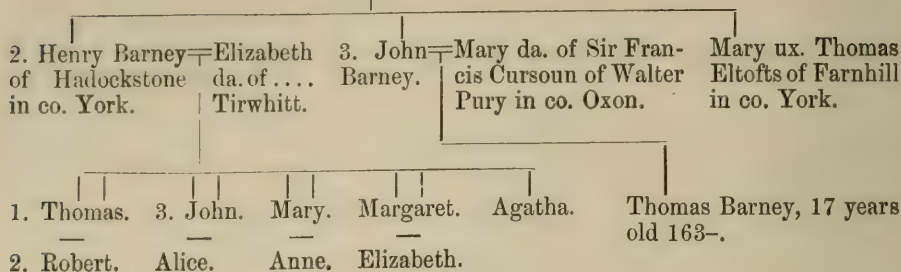 2. Henry Barney=Elizabeth
of Hadockstone da. of ....
in co. York. Tirwhitt.
3. John=Mary da. of Sir Fran-
Barney. cis Cursoun of Walter
Pury in co. Oxon.
Mary ux. Thomas
Eltofts of Farnhill
in co. York.
1. Thomas. 3. John. Mary. Margaret. Agatha.
2. Robert. Alice. Anne. Elizabeth.
Thomas Barney, 17 years
old 163–.